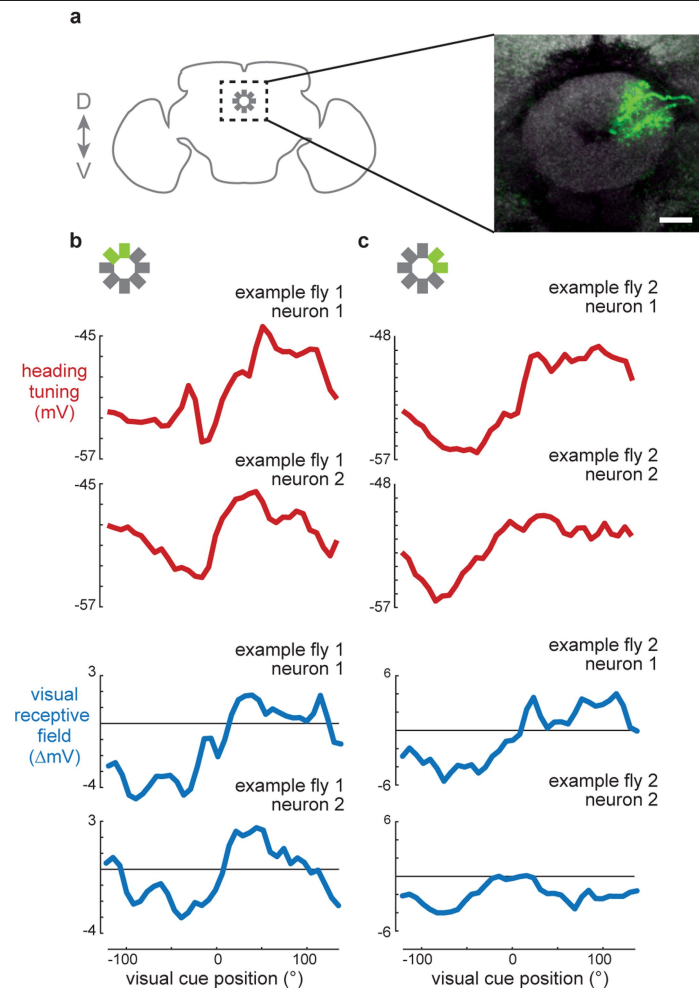 a
D
V
b
c
example fly 1
neuron 1
example fly 2
neuron 1
-45
-48
heading
tuning
(mV)
-57
-57
example fly 1
neuron 2
example fly 2
neuron 2
-45
-48
-57
-57
example fly 1
neuron 1
example fly 2
neuron 1
3
6
visual
receptive
field
(ΔmV)
-4
-6
example fly 1
neuron 2
example fly 2
neuron 2
3
6
-4
-6
-100 0 100
-100 0 100
visual cue position (°)
visual cue position (°)